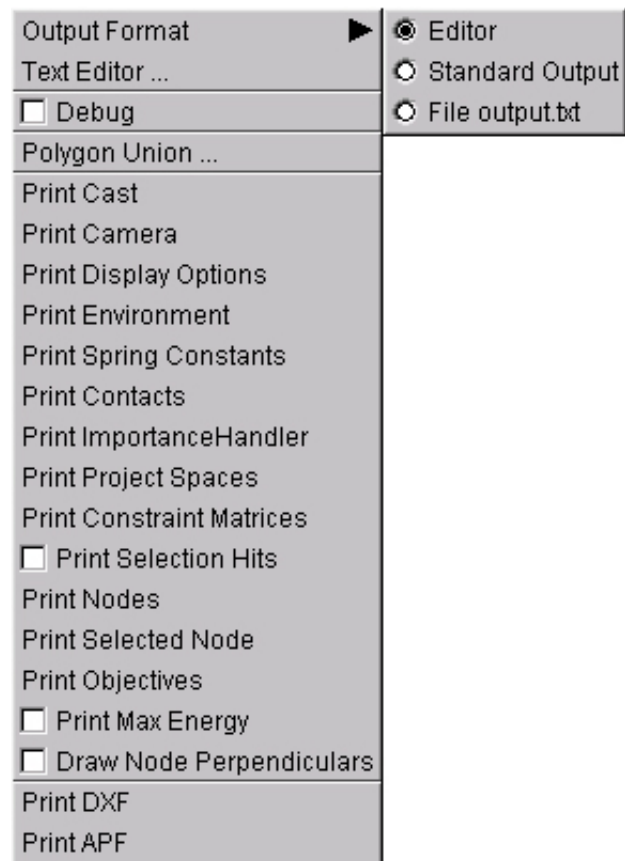 Output Format
Text Editor ...
Debug
Polygon Union ...
Print Cast
Print Camera
Print Display Options
Print Environment
Print Spring Constants
Print Contacts
Print ImportanceHandler
Print Project Spaces
Print Constraint Matrices
Print Selection Hits
Print Nodes
Print Selected Node
Print Objectives
Print Max Energy
Draw Node Perpendiculars
Print DXF
Print APF
Editor
Standard Output
File output.txt